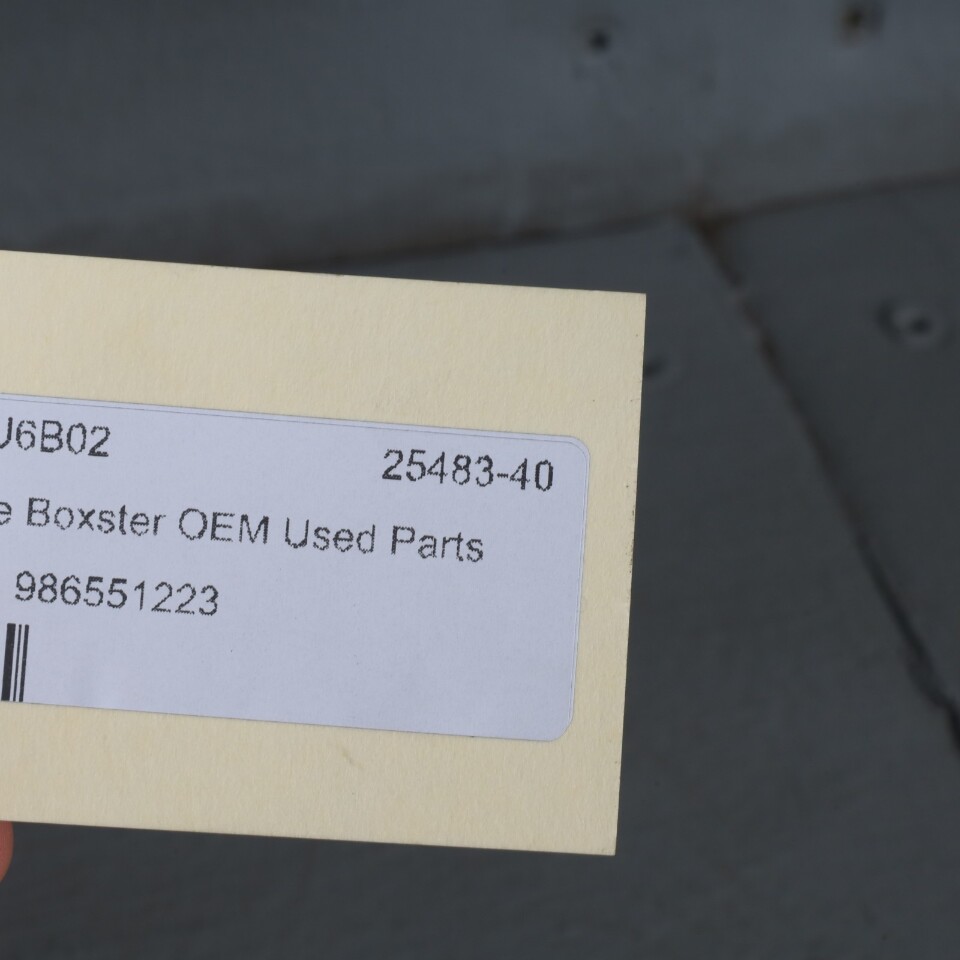 U6B02
25483-40
e Boxster OEM Used Parts
986551223